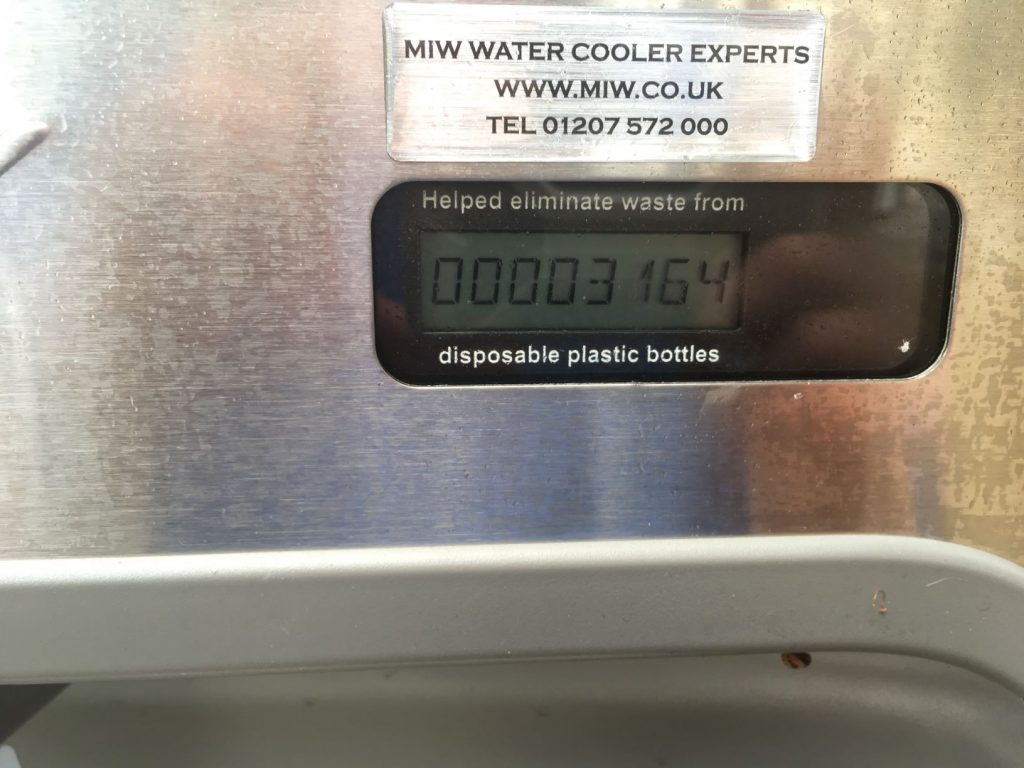 MIW WATER COOLER EXPERTS
WWW.MIW.CO.UK
TEL 01207 572 000
Helped eliminate waste from
00003164
disposable plastic bottles